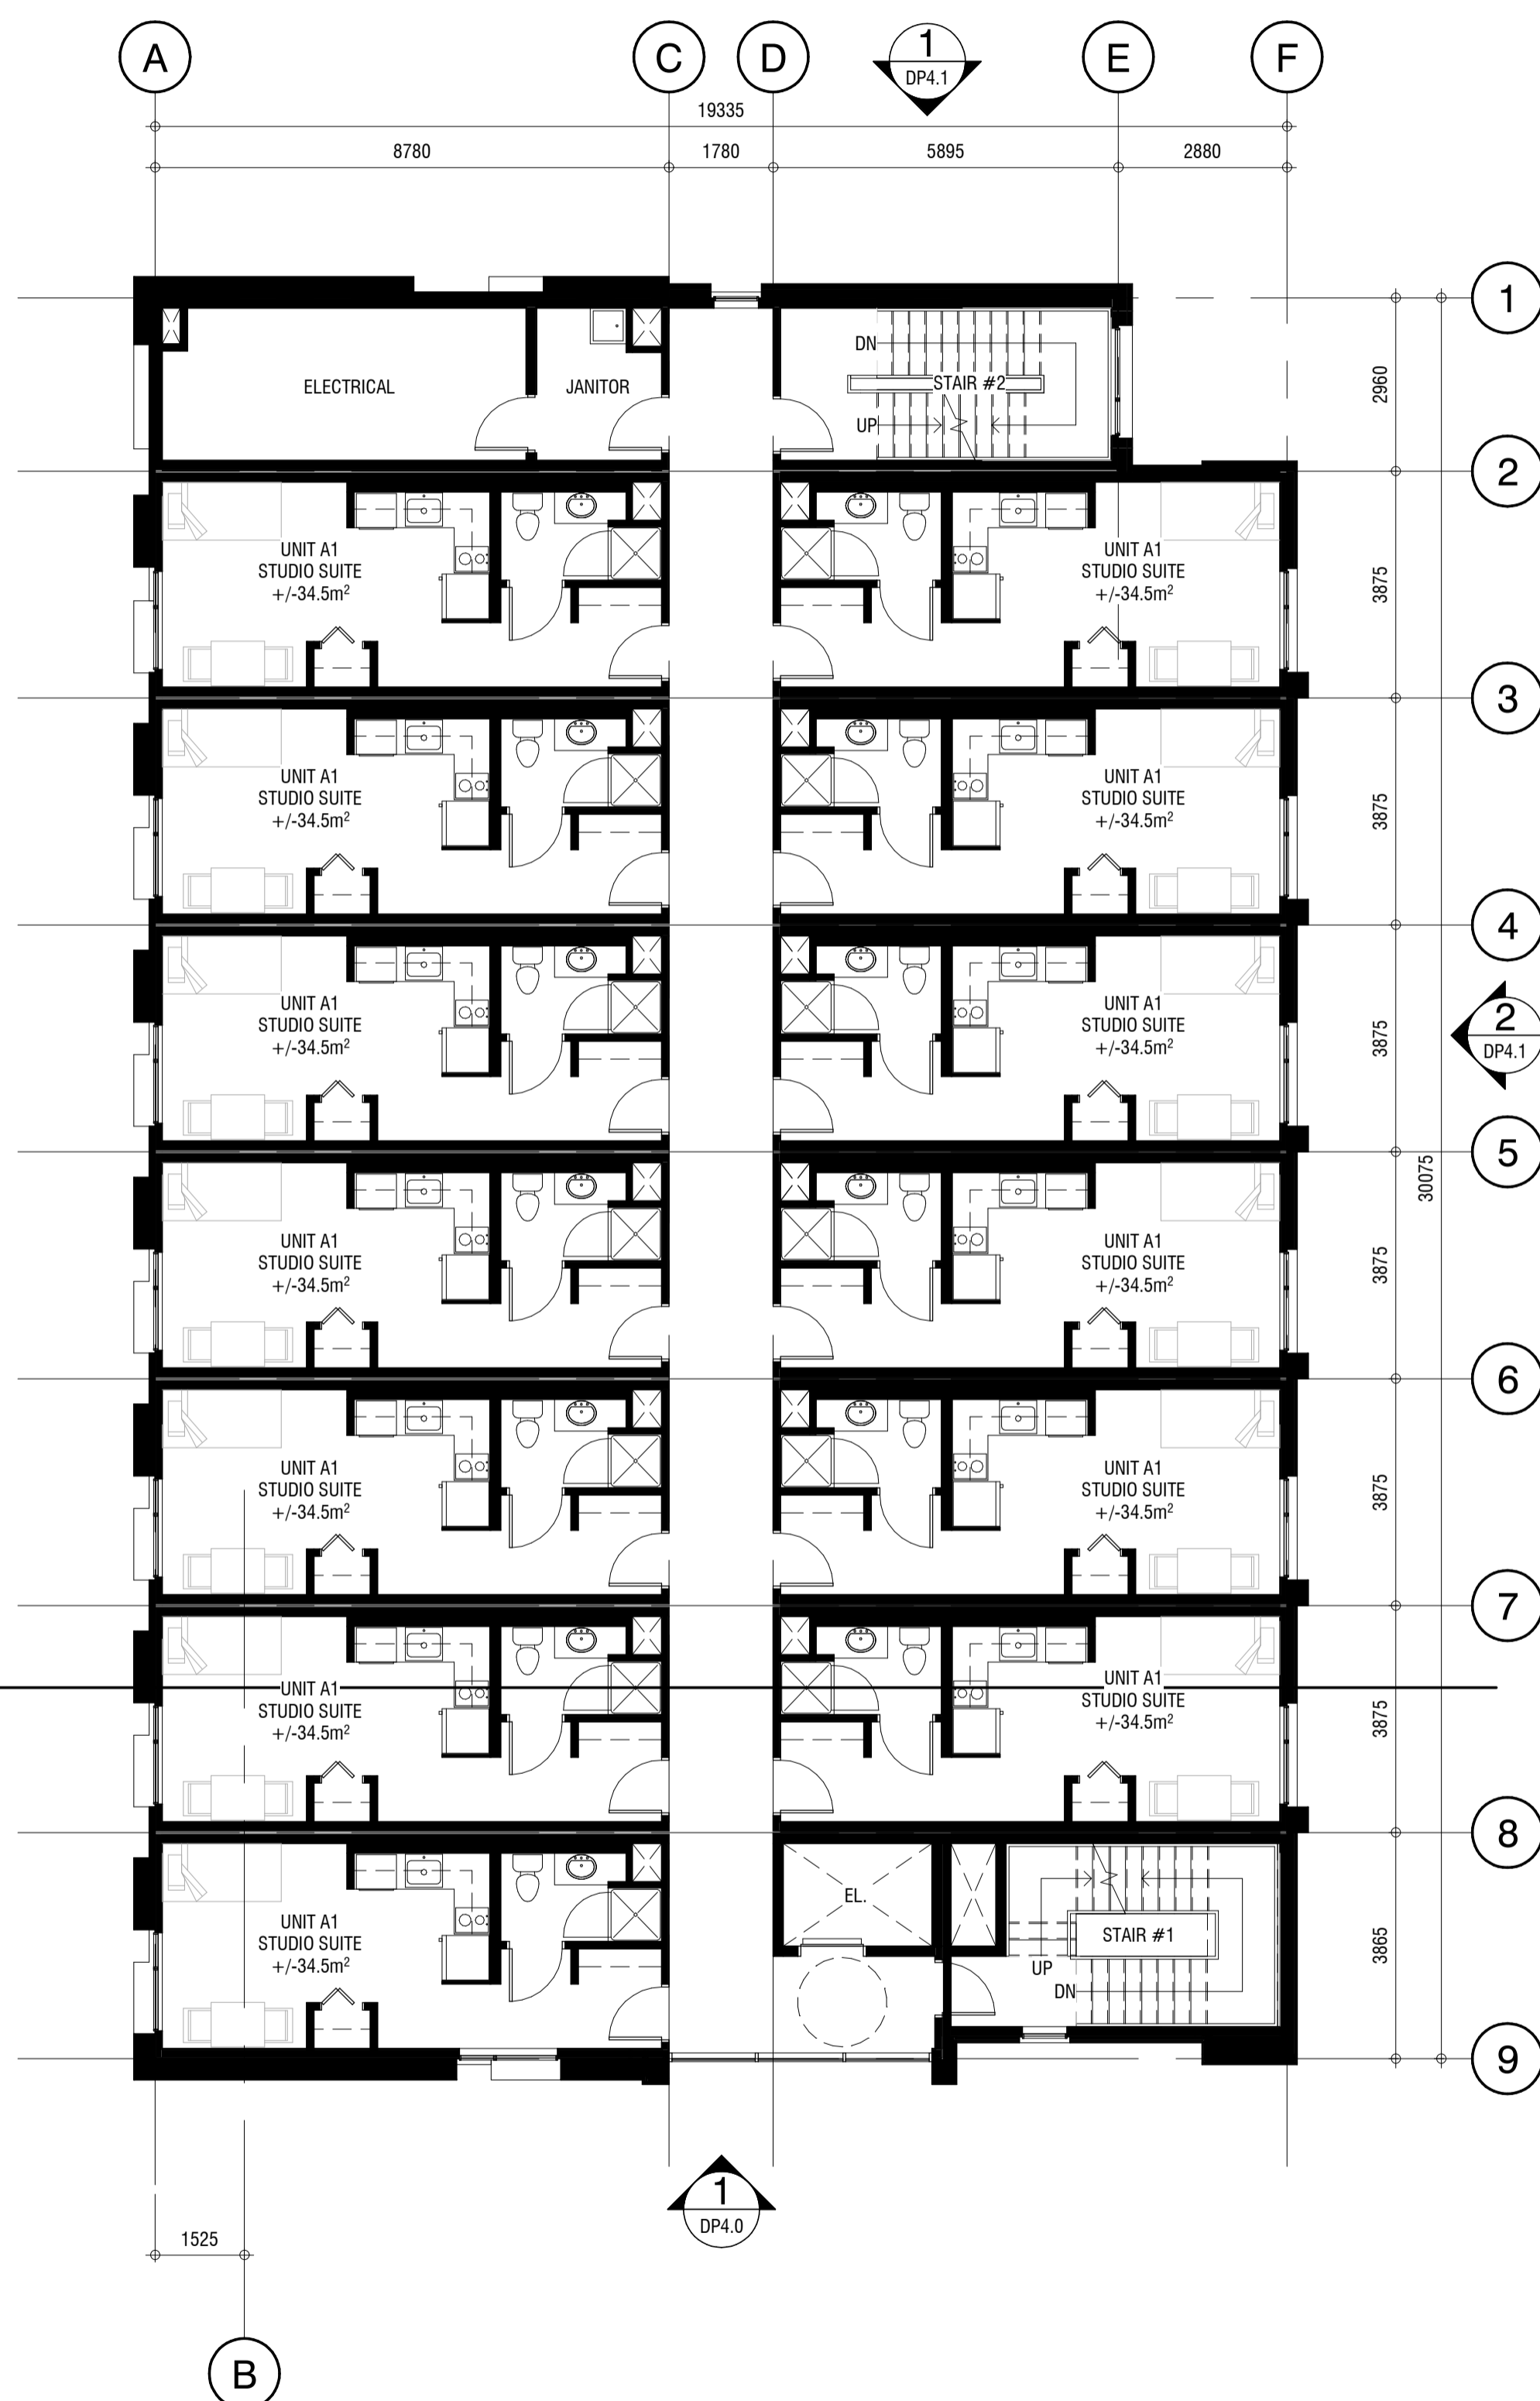 A
C
D
1
DP4.1
E
F
19335
8780
1780
5895
2880
1
2960
ELECTRICAL
JANITOR
DN
STAIR #2
UP
2
UNIT A1
STUDIO SUITE
+/-34.5m²
UNIT A1
STUDIO SUITE
+/-34.5m²
3875
3
UNIT A1
STUDIO SUITE
+/-34.5m²
UNIT A1
STUDIO SUITE
+/-34.5m²
3875
4
UNIT A1
STUDIO SUITE
+/-34.5m²
UNIT A1
STUDIO SUITE
+/-34.5m²
3875
2
DP4.1
5
30075
UNIT A1
STUDIO SUITE
+/-34.5m²
UNIT A1
STUDIO SUITE
+/-34.5m²
3875
6
UNIT A1
STUDIO SUITE
+/-34.5m²
UNIT A1
STUDIO SUITE
+/-34.5m²
3875
7
UNIT A1
STUDIO SUITE
+/-34.5m²
UNIT A1
STUDIO SUITE
+/-34.5m²
3875
8
UNIT A1
STUDIO SUITE
+/-34.5m²
EL.
STAIR #1
UP
DN
3865
9
1
DP4.0
1525
B